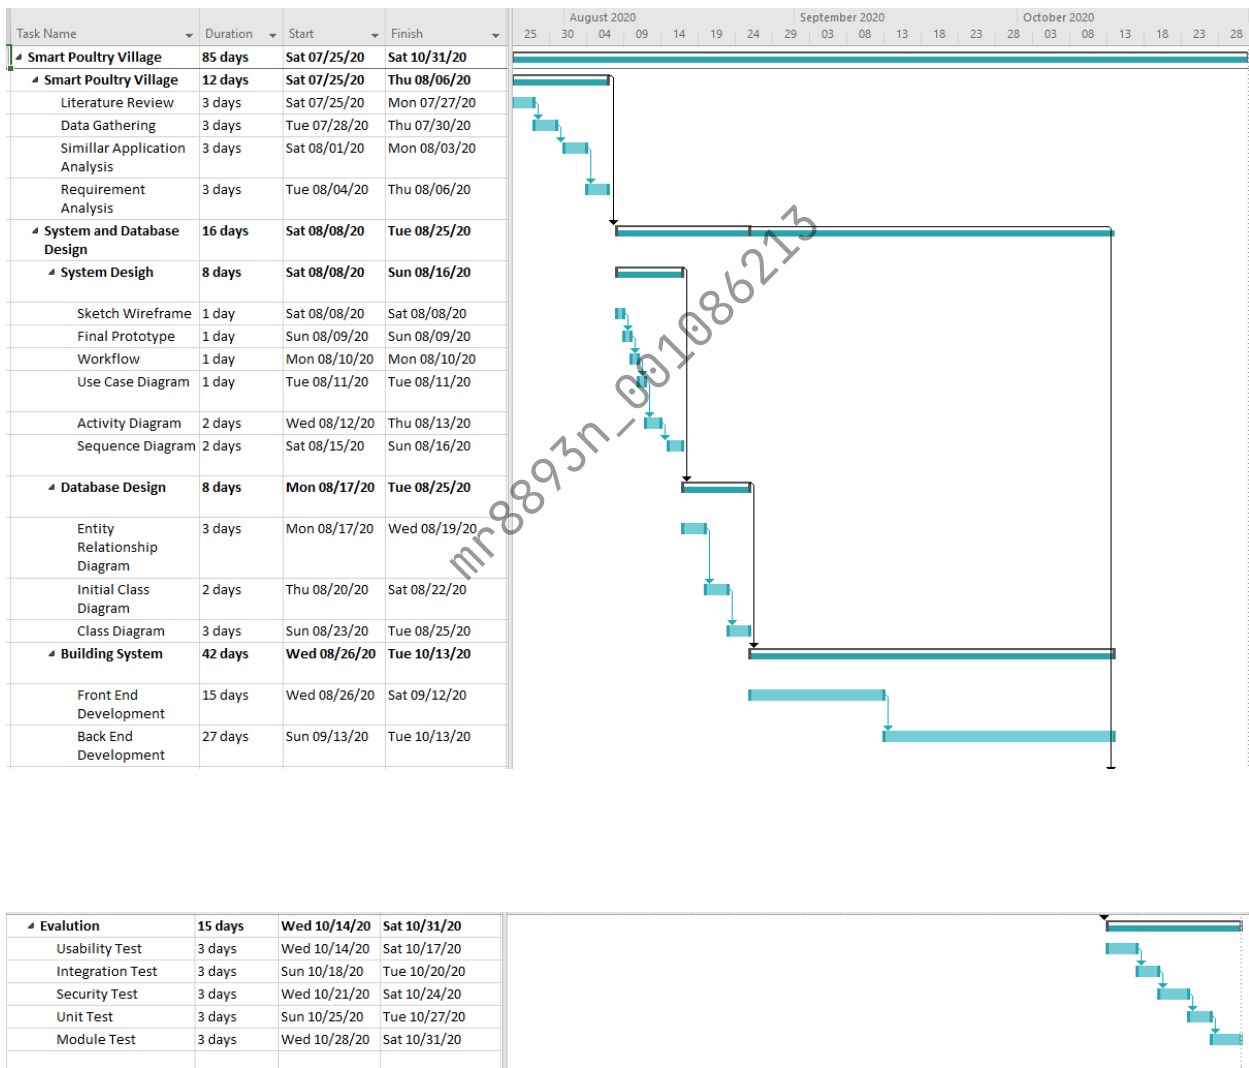 August 2020 September 2020 October 2020
Task Name Duration Start Finish 25 30 04 09 14 19 24 29 03 08 13 18 23 28 03 08 13 18 23 28
Smart Poultry Village 85 days Sat 07/25/20 Sat 10/31/20
Smart Poultry Village 12 days Sat 07/25/20 Thu 08/06/20
Literature Review 3 days Sat 07/25/20 Mon 07/27/20
Data Gathering 3 days Tue 07/28/20 Thu 07/30/20
Simillar Application 3 days Sat 08/01/20 Mon 08/03/20
Analysis
Requirement 3 days Tue 08/04/20 Thu 08/06/20
Analysis
System and Database 16 days Sat 08/08/20 Tue 08/25/20
Design
System Desigh 8 days Sat 08/08/20 Sun 08/16/20
Sketch Wireframe 1 day Sat 08/08/20 Sat 08/08/20
Final Prototype 1 day Sun 08/09/20 Sun 08/09/20
Workflow 1 day Mon 08/10/20 Mon 08/10/20
Use Case Diagram 1 day Tue 08/11/20 Tue 08/11/20
Activity Diagram 2 days Wed 08/12/20 Thu 08/13/20
Sequence Diagram 2 days Sat 08/15/20 Sun 08/16/20
Database Design 8 days Mon 08/17/20 Tue 08/25/20
Entity 3 days Mon 08/17/20 Wed 08/19/20
Relationship
Diagram
Initial Class 2 days Thu 08/20/20 Sat 08/22/20
Diagram
Class Diagram 3 days Sun 08/23/20 Tue 08/25/20
Building System 42 days Wed 08/26/20 Tue 10/13/20
Front End 15 days Wed 08/26/20 Sat 09/12/20
Development
Back End 27 days Sun 09/13/20 Tue 10/13/20
Development
mr8893n_001086213
Evalution 15 days Wed 10/14/20 Sat 10/31/20
Usability Test 3 days Wed 10/14/20 Sat 10/17/20
Integration Test 3 days Sun 10/18/20 Tue 10/20/20
Security Test 3 days Wed 10/21/20 Sat 10/24/20
Unit Test 3 days Sun 10/25/20 Tue 10/27/20
Module Test 3 days Wed 10/28/20 Sat 10/31/20